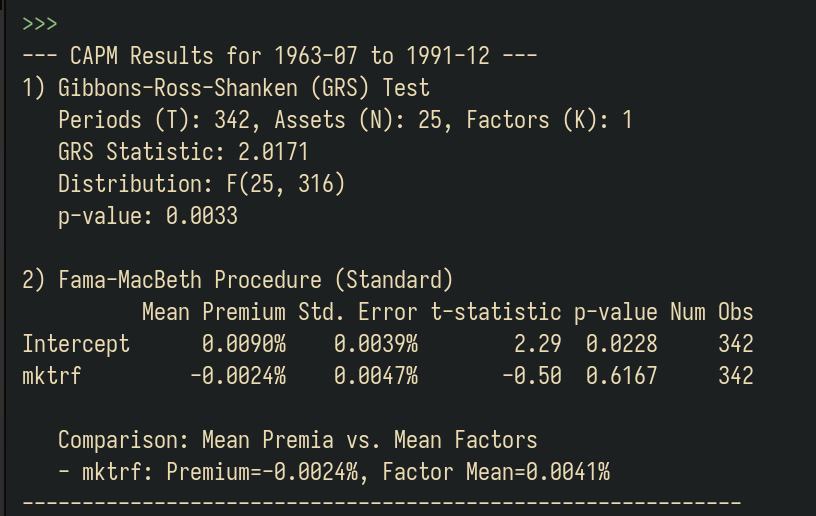 >>>
--- CAPM Results for 1963-07 to 1991-12 ---
1) Gibbons-Ross-Shanken (GRS) Test
Periods (T): 342, Assets (N): 25, Factors (K): 1
GRS Statistic: 2.0171
Distribution: F(25, 316)
p-value: 0.0033
2) Fama-MacBeth Procedure (Standard)
Mean Premium Std. Error t-statistic p-value Num Obs
Intercept 0.0090% 0.0039% 2.29 0.0228 342
mktrf -0.0024% 0.0047% -0.50 0.6167 342
Comparison: Mean Premia vs. Mean Factors
- mktrf: Premium=-0.0024%, Factor Mean=0.0041%
------------------------------------------------------------